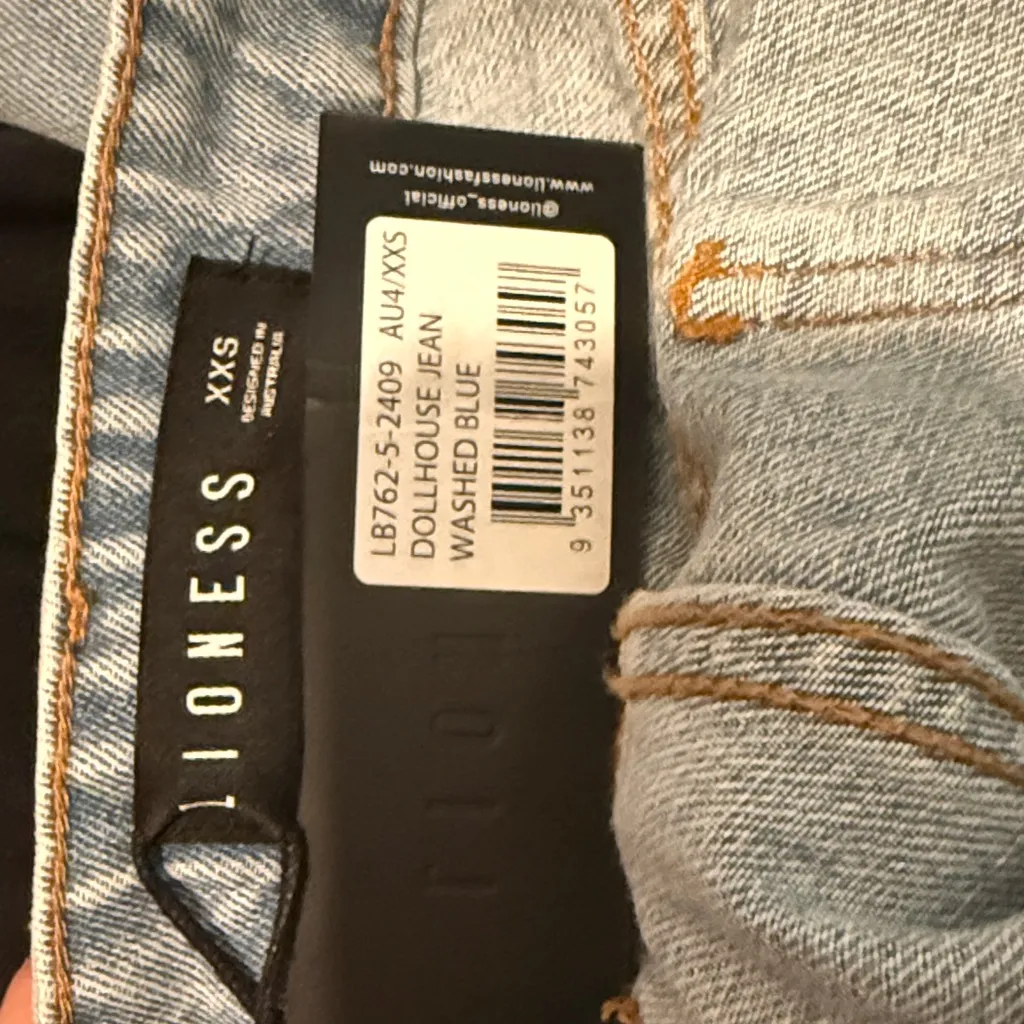 LIONESS
XXS
DESIGNED IN
AUSTRALIA
www.lionessfashion.com
@lioness_official
LB762-5-2409 AU4/XXS
DOLLHOUSE JEAN
WASHED BLUE
9 351138 743057